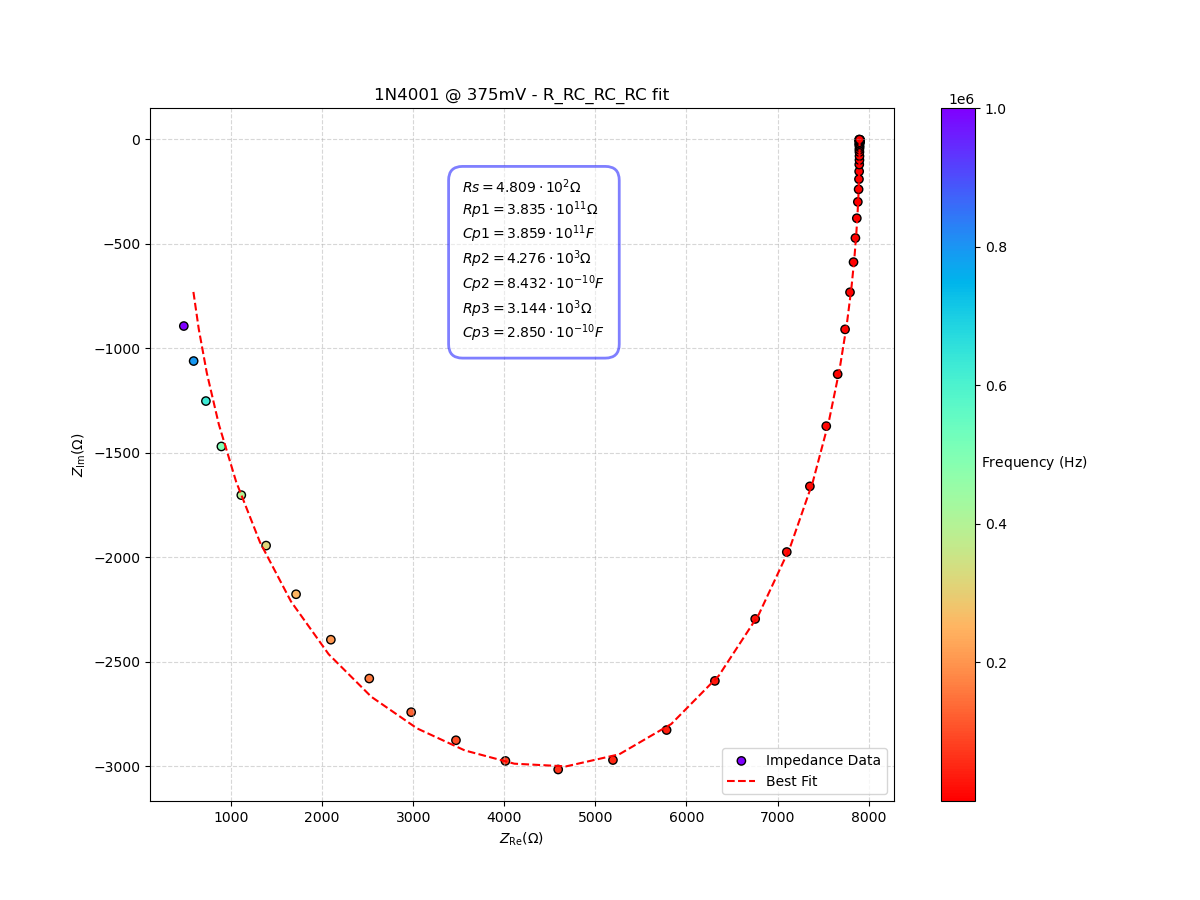 1N4001 @ 375mV - R_RC_RC_RC fit
1e6
1.0
0.8
0.6
Frequency (Hz)
0.4
0.2
0
−500
−1000
−1500
−2000
−2500
−3000
Z_Im(Ω)
Rs = 4.809 · 10²Ω
Rp1 = 3.835 · 10¹¹Ω
Cp1 = 3.859 · 10¹¹F
Rp2 = 4.276 · 10³Ω
Cp2 = 8.432 · 10⁻¹⁰F
Rp3 = 3.144 · 10³Ω
Cp3 = 2.850 · 10⁻¹⁰F
Impedance Data
Best Fit
1000 2000 3000 4000 5000 6000 7000 8000
Z_Re(Ω)